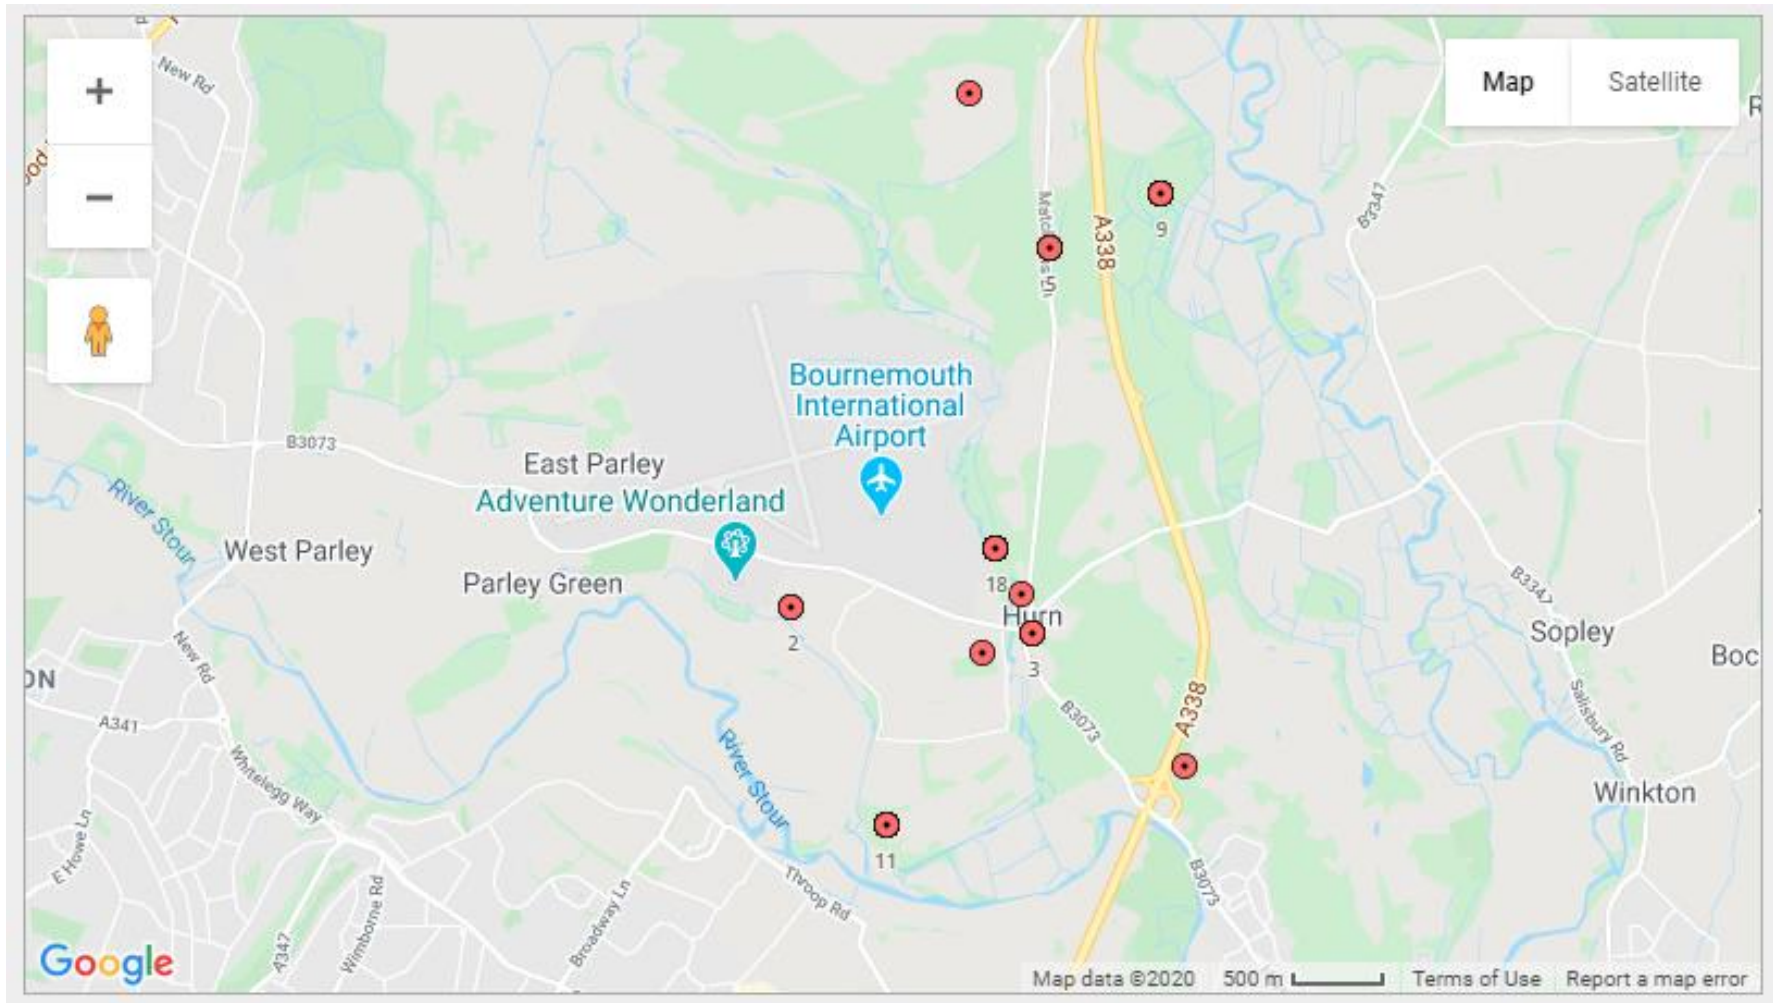 New Rd
+
Map
Satellite
−
B3347
9
A338
5
Bournemouth
International
Airport
B3073
East Parley
Adventure Wonderland
River Stour
West Parley
Parley Green
18
Hurn
B3347
Sopley
2
3
Boc
New Rd
A338
Salisbury Rd
A341
B3073
River Stour
Whitelegg Way
Winkton
E Howe Ln
11
Throop Rd
B3073
Broadway Ln
Wimborne Rd
A347
Google
Map data ©2020
500 m
Terms of Use
Report a map error